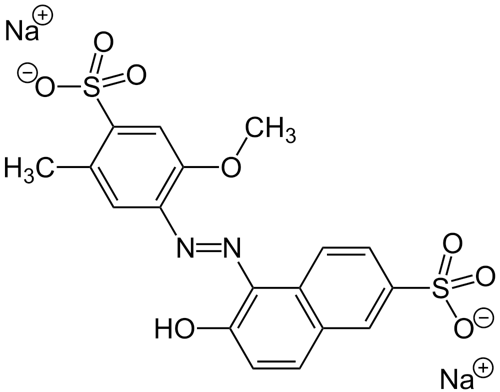 Na⊕
O O
⊖O S
H₃C O CH₃
N=N
HO
O
S O
O⊖
Na⊕